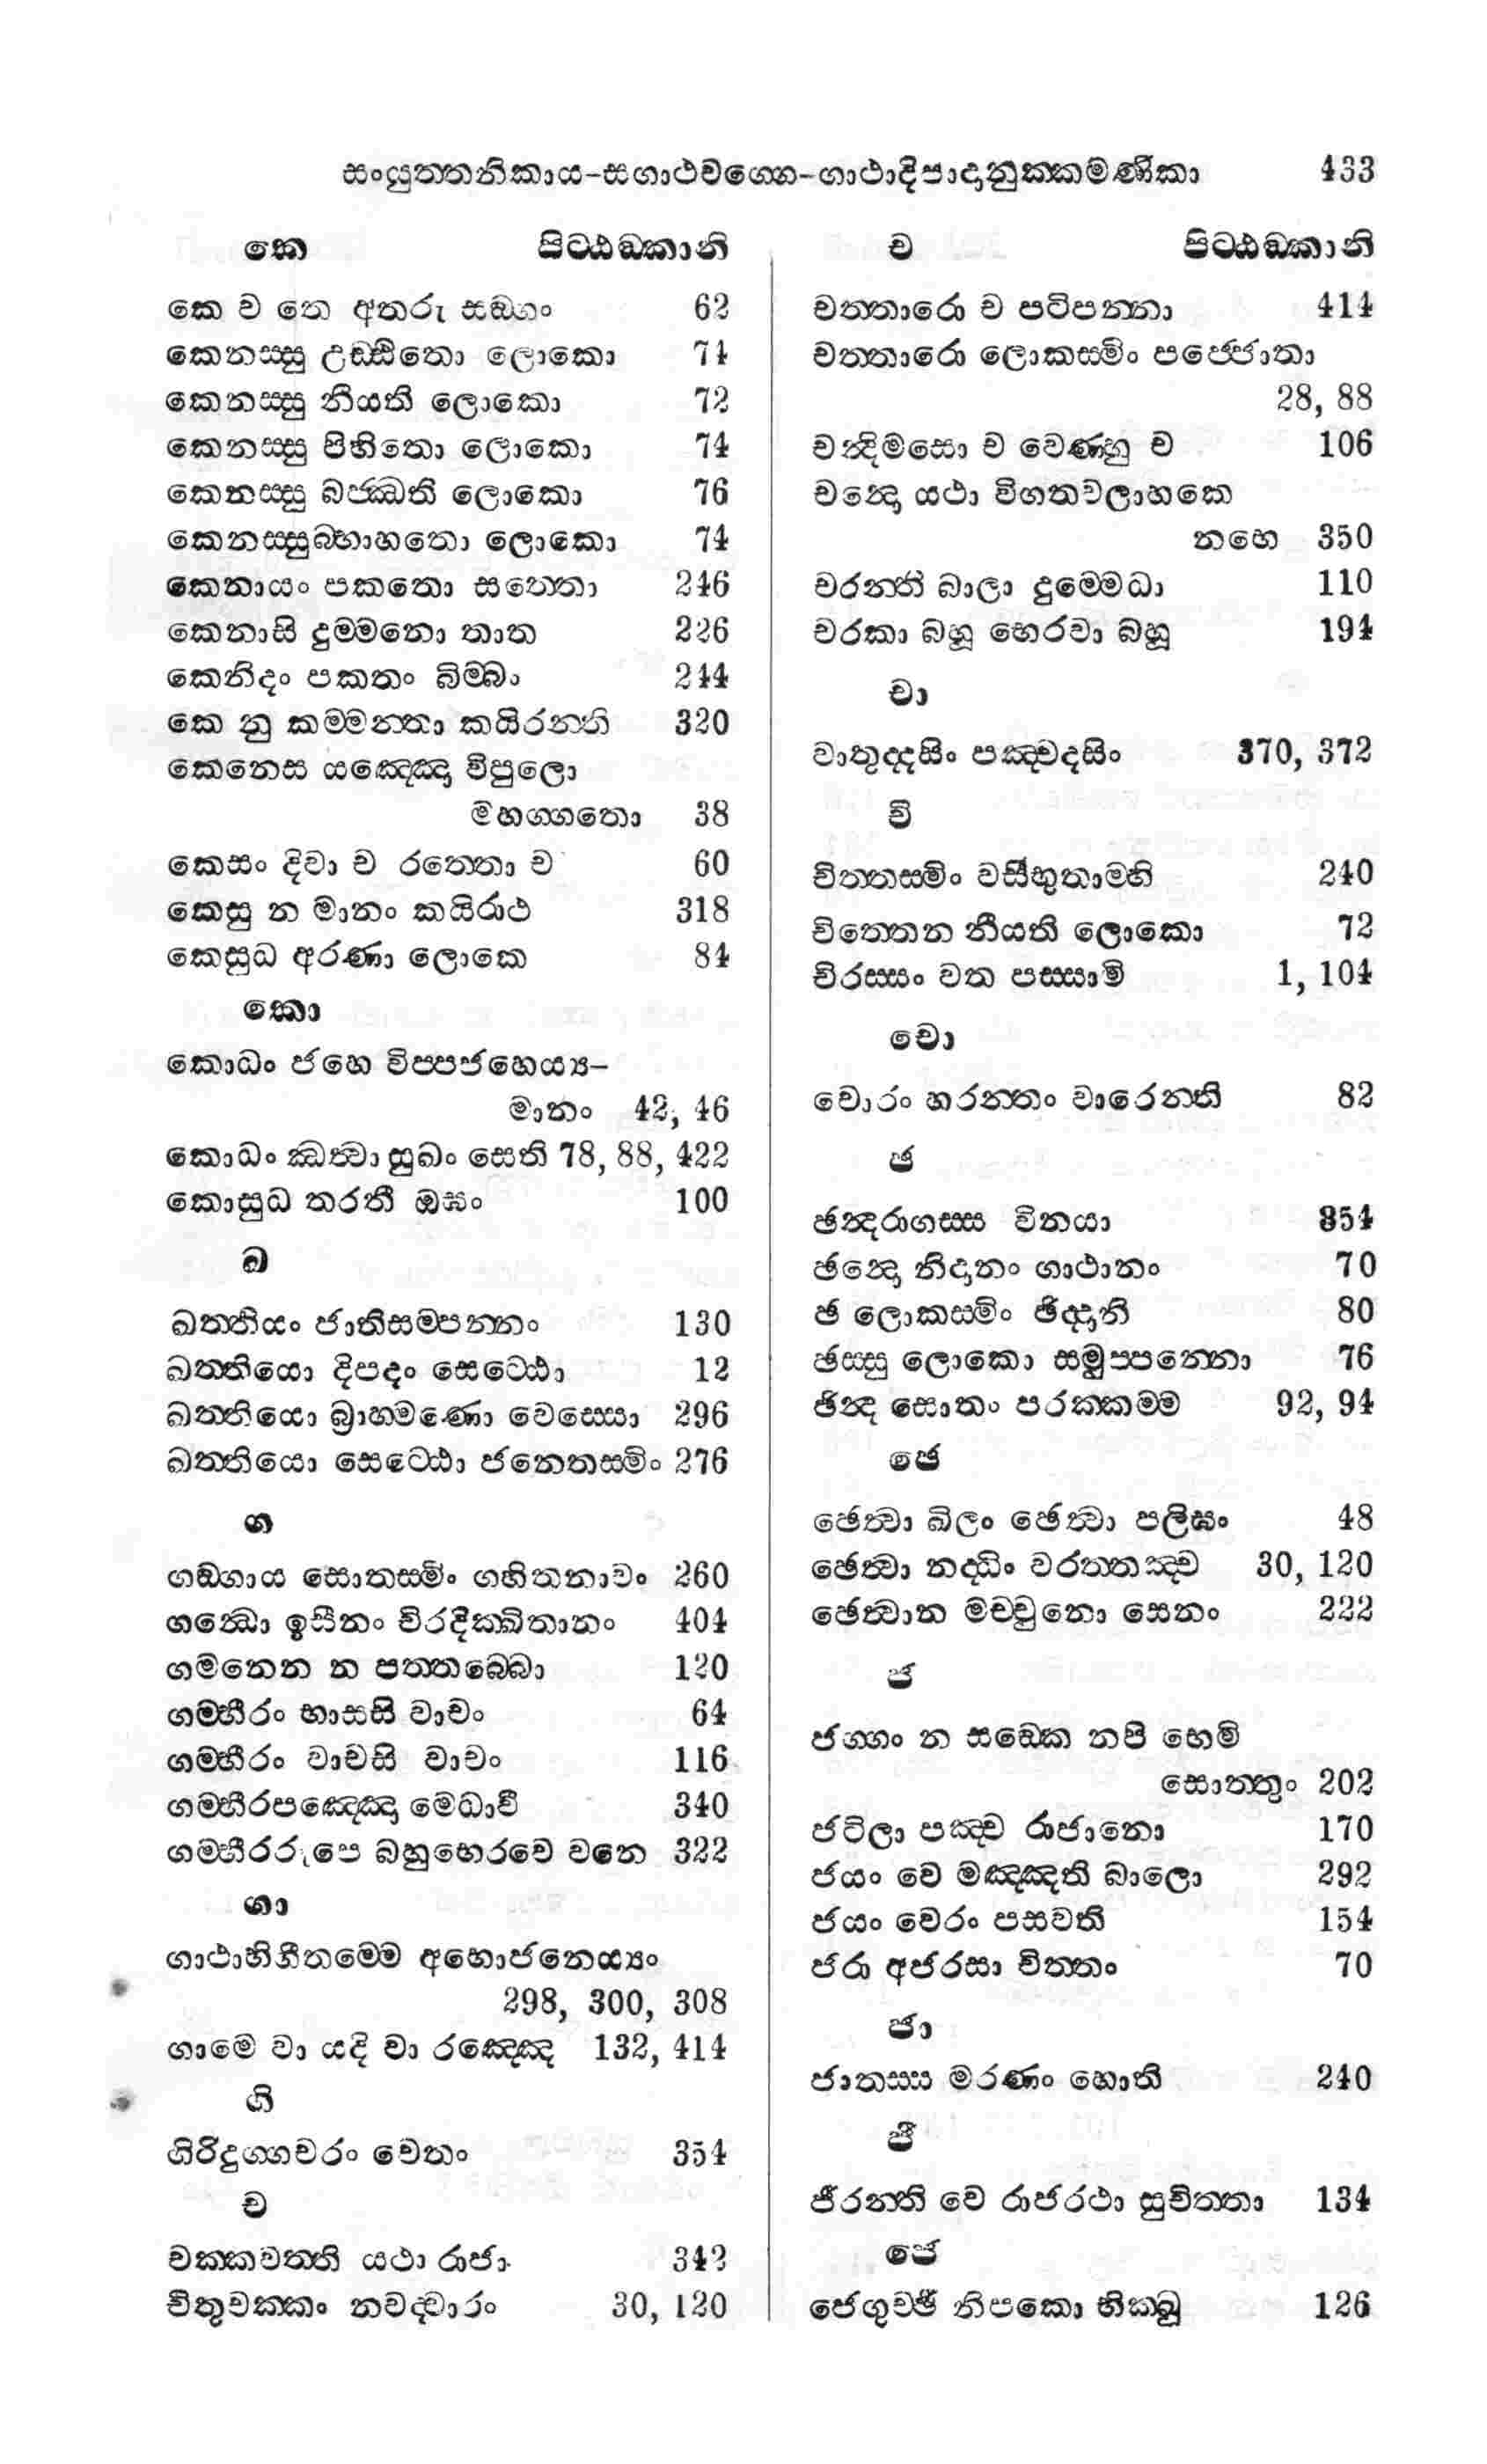 සංයුත්තනිකාය-සගාථවග්ගෙ-ගාථාදිපාදානුක්කමණිකා 433
කෙ පිට්ඨඞ්කානි
කෙ ච තෙ අතරුං සඞ්ගං 62
කෙනස්සු උඩ්ඩිතො ලොකො 74
කෙනස්සු නීයති ලොකො 72
කෙනස්සු පිහිතො ලොකො 74
කෙනස්සු බජ්ඣති ලොකො 76
කෙනස්සුබ්භාහතො ලොකො 74
කෙනායං පකතො සත්තො 246
කෙනාසි දුම්මනො තාත 226
කෙනිදං පකතං බිම්බං 244
කෙ නු කම්මන්තා කයිරන්ති 320
කෙනෙස යඤ්ඤො විපුලො
මහග්ගතො 38
කෙසං දිවා ච රත්තො ච 60
කෙසු න මානං කයිරාථ 318
කෙසුධ අරණා ලොකෙ 84
කො
කොධං ජහෙ විප්පජහෙය්‍ය-
මානං 42, 46
කොධං ඣත්වා සුඛං සෙති 78, 88, 422
කොසුධ තරතී ඔඝං 100
ඛ
ඛත්තියං ජාතිසම්පන්නං 130
ඛත්තියො දිපදං සෙට්ඨො 12
ඛත්තියො බ්‍රාහ්මණො වෙස්සො 296
ඛත්තියො සෙට්ඨො ජනෙතස්මිං 276
ග
ගඞ්ගාය සොතස්මිං ගහිතනාවං 260
ගන්ධො ඉසීනං චිරදික්ඛිතානං 404
ගමනෙන න පත්තබ්බො 120
ගම්භීරං භාසසි වාචං 64
ගම්භීරං වාචසි වාචං 116
ගම්භීරපඤ්ඤො මෙධාවී 340
ගම්භීරරූපෙ බහුභෙරවෙ වනෙ 322
ගා
ගාථාභිගීතම්මෙ අභොජනෙය්‍යං
298, 300, 308
ගාමෙ වා යදි වා රඤ්ඤෙ 132, 414
ගි
ගිරිදුග්ගචරං චෙතං 354
ච
චක්කවත්ති යථා රාජා 342
චිතුචක්කං නවද්වාරං 30, 120
ච පිට්ඨඞ්කානි
චත්තාරො ච පටිපන්නා 414
චත්තාරො ලොකස්මිං පජ්ජොතා
28, 88
චන්දිමසො ච වෙණ්හු ච 106
චන්දො යථා විගතවලාහකෙ
නභෙ 350
චරන්ති බාලා දුම්මෙධා 110
චරකා බහූ භෙරවා බහූ 194
චා
චාතුද්දසිං පඤ්චදසිං 370, 372
චි
චිත්තස්මිං වසීභූතාම්හි 240
චිත්තෙන නීයති ලොකො 72
චිරස්සං වත පස්සාමි 1, 104
චො
චොරං හරන්තං වාරෙන්ති 82
ඡ
ඡන්දරාගස්ස විනයා 354
ඡන්දො නිදානං ගාථානං 70
ඡ ලොකස්මිං ඡිද්දානි 80
ඡස්සු ලොකො සමුප්පන්නො 76
ඡින්ද සොතං පරක්කම්ම 92, 94
ඡෙ
ඡෙත්වා ඛිලං ඡෙත්වා පලිඝං 48
ඡෙත්වා නද්ධිං වරත්තඤ්ච 30, 120
ඡෙත්වාන මච්චුනො සෙනං 222
ජ
ජග්ගං න සඞ්කෙ නපි භෙමි
සොත්තුං 202
ජටිලා පඤ්ච රාජානො 170
ජයං වෙ මඤ්ඤති බාලො 292
ජයං වෙරං පසවති 154
ජරා අජරසා චිත්තං 70
ජා
ජාතස්ස මරණං හොති 240
ජී
ජීරන්ති වෙ රාජරථා සුචිත්තා 134
ජෙ
ජෙගුච්ඡී නිපකො භික්ඛූ 126